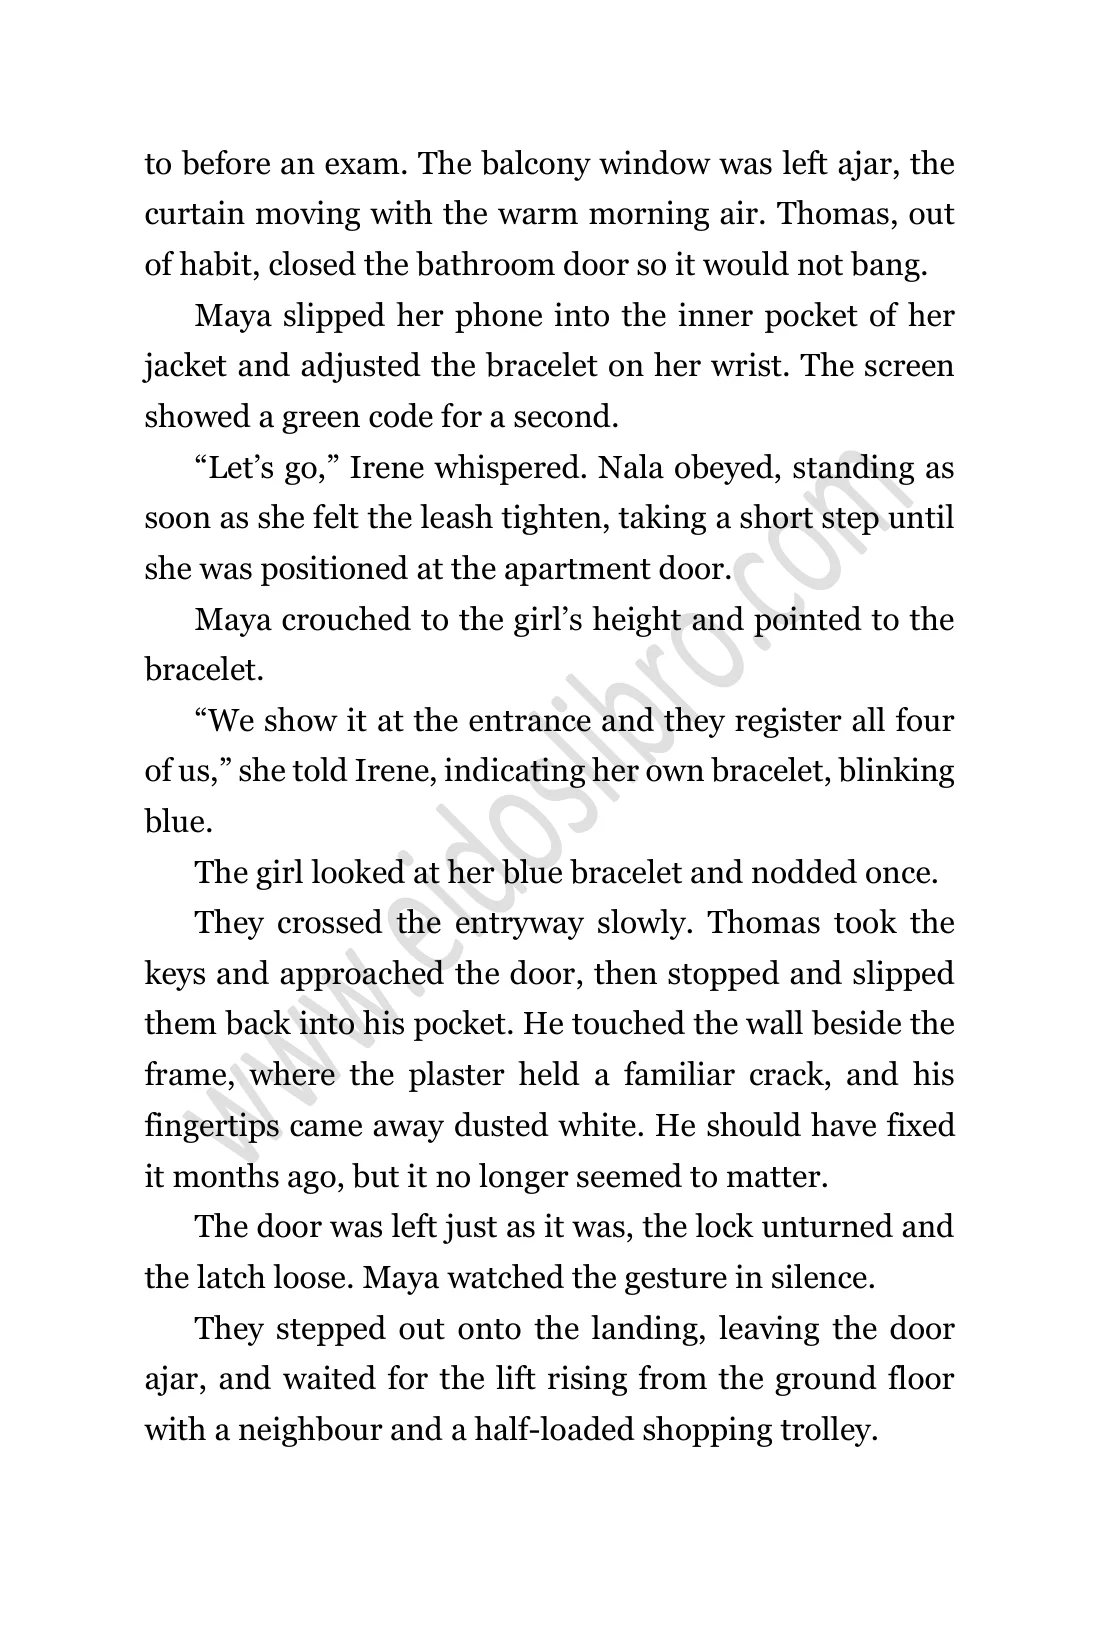 to before an exam. The balcony window was left ajar, the
curtain moving with the warm morning air. Thomas, out
of habit, closed the bathroom door so it would not bang.
Maya slipped her phone into the inner pocket of her
jacket and adjusted the bracelet on her wrist. The screen
showed a green code for a second.
“Let’s go,” Irene whispered. Nala obeyed, standing as
soon as she felt the leash tighten, taking a short step until
she was positioned at the apartment door.
Maya crouched to the girl’s height and pointed to the
bracelet.
“We show it at the entrance and they register all four
of us,” she told Irene, indicating her own bracelet, blinking
blue.
The girl looked at her blue bracelet and nodded once.
They crossed the entryway slowly. Thomas took the
keys and approached the door, then stopped and slipped
them back into his pocket. He touched the wall beside the
frame, where the plaster held a familiar crack, and his
fingertips came away dusted white. He should have fixed
it months ago, but it no longer seemed to matter.
The door was left just as it was, the lock unturned and
the latch loose. Maya watched the gesture in silence.
They stepped out onto the landing, leaving the door
ajar, and waited for the lift rising from the ground floor
with a neighbour and a half-loaded shopping trolley.
www.eidoslibro.com